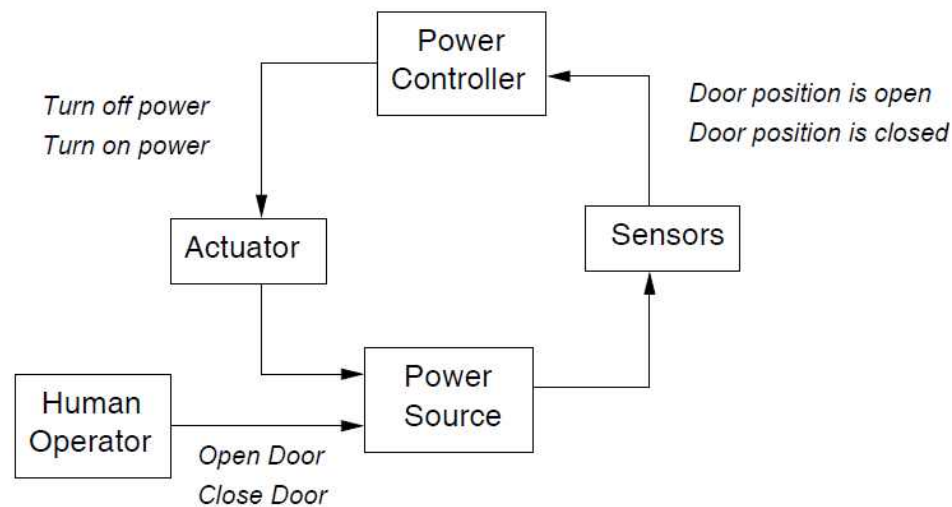 Power
Controller
Turn off power
Turn on power
Door position is open
Door position is closed
Actuator
Sensors
Human
Operator
Power
Source
Open Door
Close Door